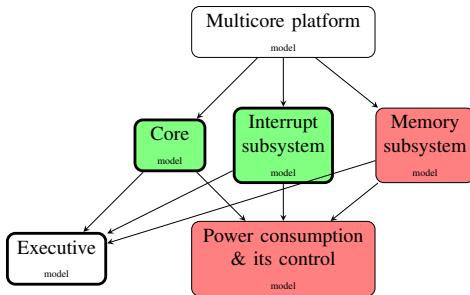 Multicore platform
model
Core
model
Interrupt
subsystem
model
Memory
subsystem
model
Executive
model
Power consumption
& its control
model